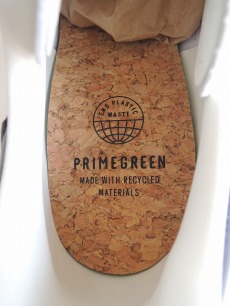 END PLASTIC
WASTE
PRIMEGREEN
MADE WITH RECYCLED
MATERIALS